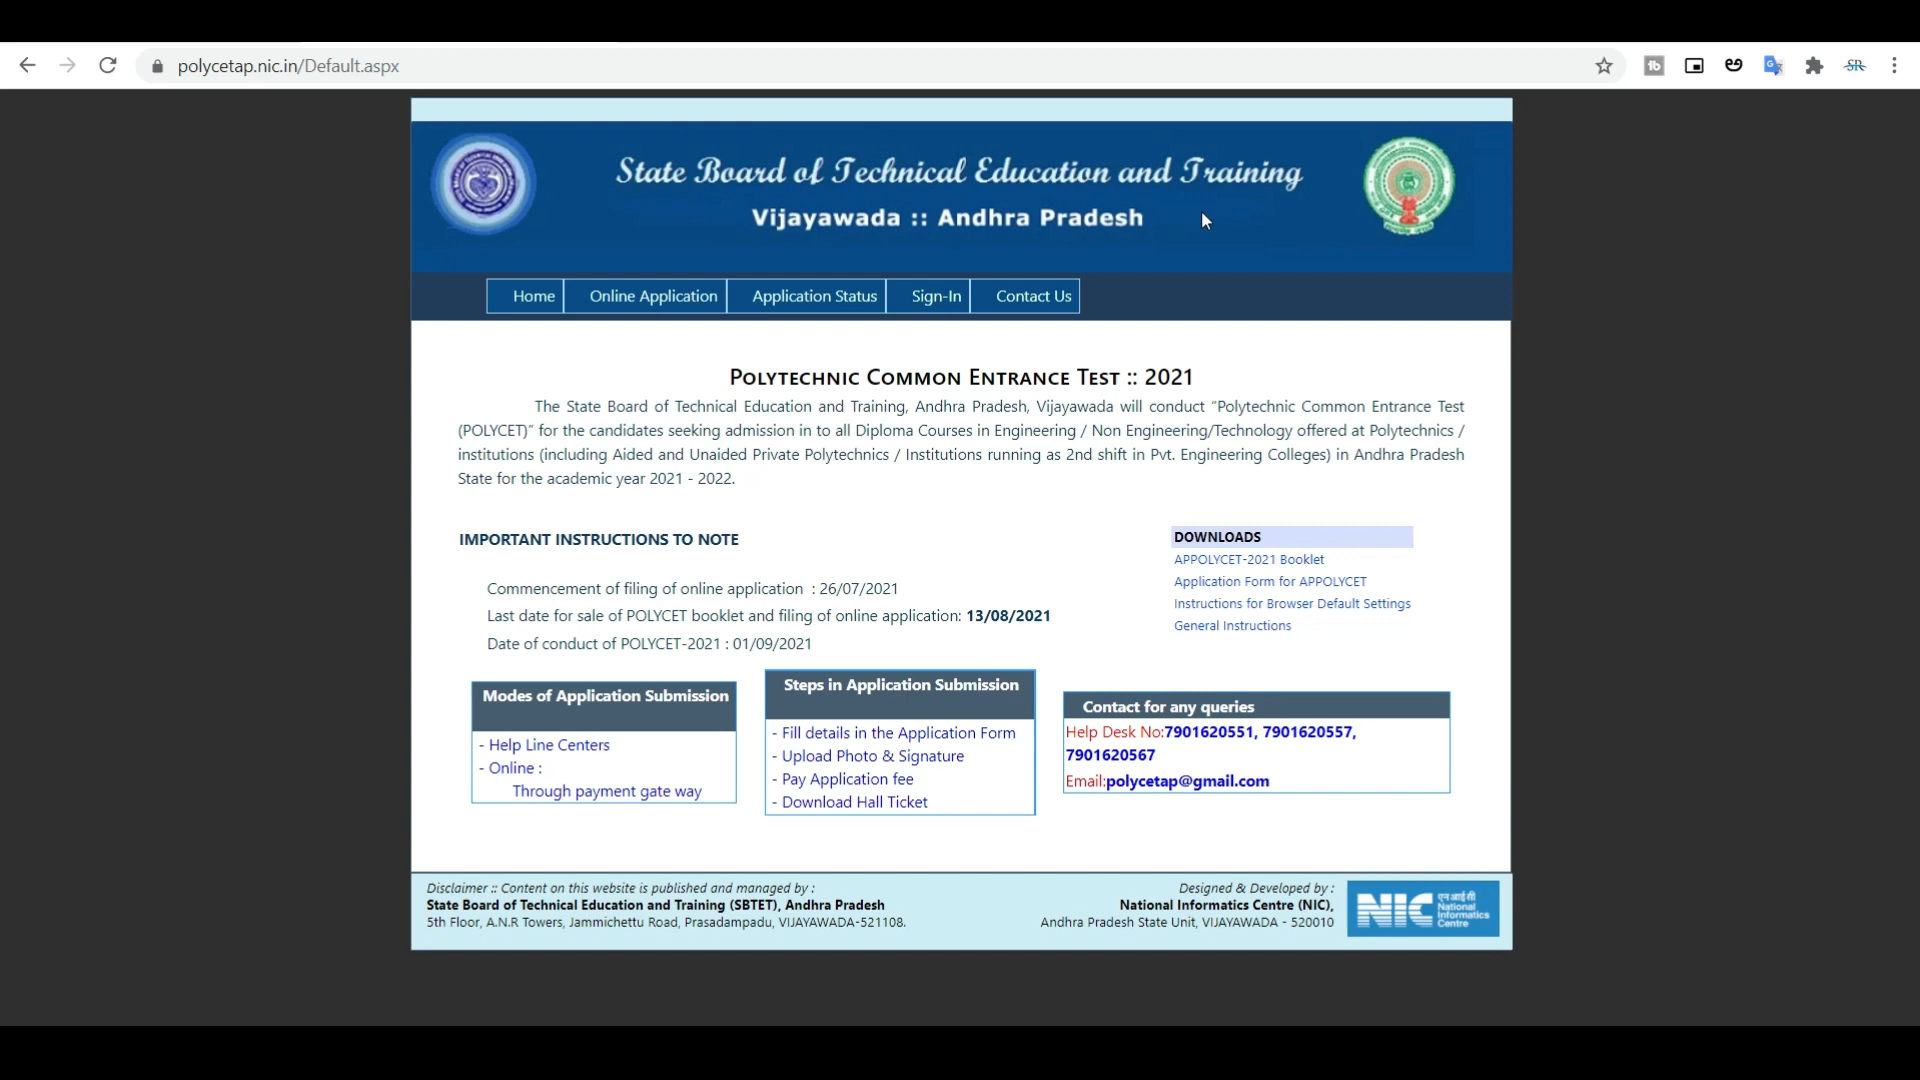 polycetap.nic.in/Default.aspx
State Board of Technical Education and Training
Vijayawada :: Andhra Pradesh
Home
Online Application
Application Status
Sign-In
Contact Us
Polytechnic Common Entrance Test :: 2021
The State Board of Technical Education and Training, Andhra Pradesh, Vijayawada will conduct “Polytechnic Common Entrance Test
(POLYCET)” for the candidates seeking admission in to all Diploma Courses in Engineering / Non Engineering/Technology offered at Polytechnics /
institutions (including Aided and Unaided Private Polytechnics / Institutions running as 2nd shift in Pvt. Engineering Colleges) in Andhra Pradesh
State for the academic year 2021 - 2022.
IMPORTANT INSTRUCTIONS TO NOTE
Commencement of filing of online application : 26/07/2021
Last date for sale of POLYCET booklet and filing of online application: 13/08/2021
Date of conduct of POLYCET-2021 : 01/09/2021
DOWNLOADS
APPOLYCET-2021 Booklet
Application Form for APPOLYCET
Instructions for Browser Default Settings
General Instructions
Modes of Application Submission
- Help Line Centers
- Online :
Through payment gate way
Steps in Application Submission
- Fill details in the Application Form
- Upload Photo & Signature
- Pay Application fee
- Download Hall Ticket
Contact for any queries
Help Desk No:7901620551, 7901620557,
7901620567
Email:polycetap@gmail.com
Disclaimer :: Content on this website is published and managed by :
State Board of Technical Education and Training (SBTET), Andhra Pradesh
5th Floor, A.N.R Towers, Jammichettu Road, Prasadampadu, VIJAYAWADA-521108.
Designed & Developed by :
National Informatics Centre (NIC),
Andhra Pradesh State Unit, VIJAYAWADA - 520010
NIC
एन आई सी
National
Informatics
Centre